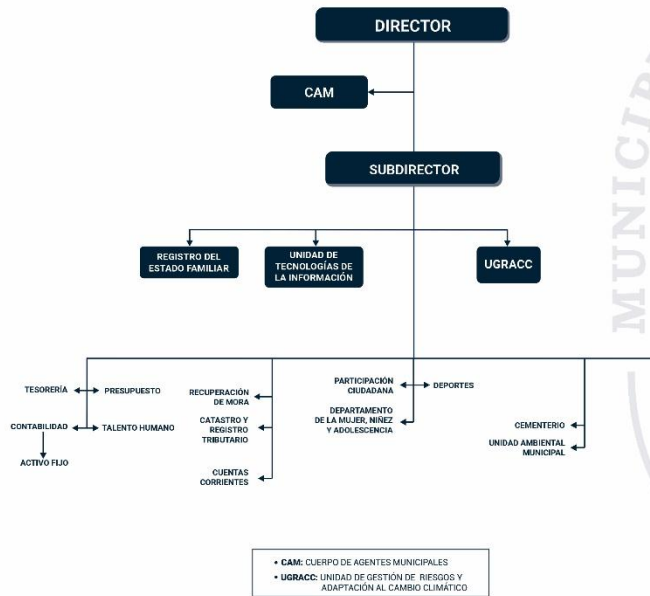 DIRECTOR
CAM
SUBDIRECTOR
REGISTRO DEL
ESTADO FAMILIAR
UNIDAD DE
TECNOLOGÍAS DE
LA INFORMACIÓN
UGRACC
TESORERÍA
PRESUPUESTO
CONTABILIDAD
TALENTO HUMANO
ACTIVO FIJO
RECUPERACIÓN
DE MORA
CATASTRO Y
REGISTRO
TRIBUTARIO
CUENTAS
CORRIENTES
PARTICIPACIÓN
CIUDADANA
DEPORTES
DEPARTAMENTO
DE LA MUJER, NIÑEZ
Y ADOLESCENCIA
CEMENTERIO
UNIDAD AMBIENTAL
MUNICIPAL
• CAM: CUERPO DE AGENTES MUNICIPALES
• UGRACC: UNIDAD DE GESTIÓN DE RIESGOS Y
ADAPTACIÓN AL CAMBIO CLIMÁTICO